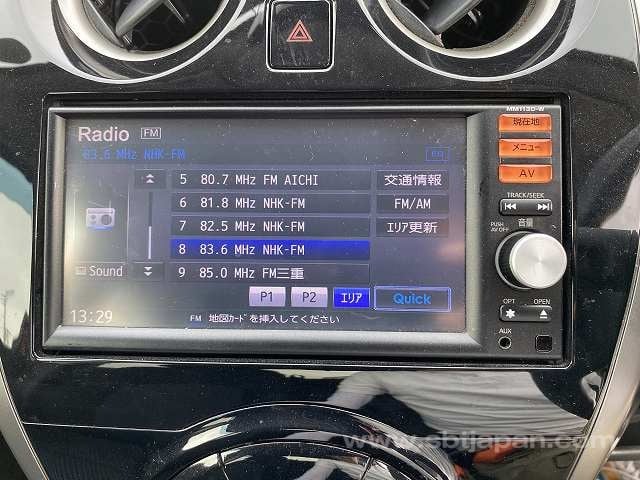 MM113D-W
Radio FM
83.6 MHz NHK-FM EQ
5 80.7 MHz FM AICHI
6 81.8 MHz NHK-FM
7 82.5 MHz NHK-FM
8 83.6 MHz NHK-FM
9 85.0 MHz FM三重
交通情報
FM/AM
エリア更新
Sound
P1 P2 エリア Quick
13:29 FM 地図カードを挿入してください
現在地
メニュー
AV
TRACK/SEEK
音量
PUSH
AV OFF
OPT OPEN
AUX
www.sbtjapan.com